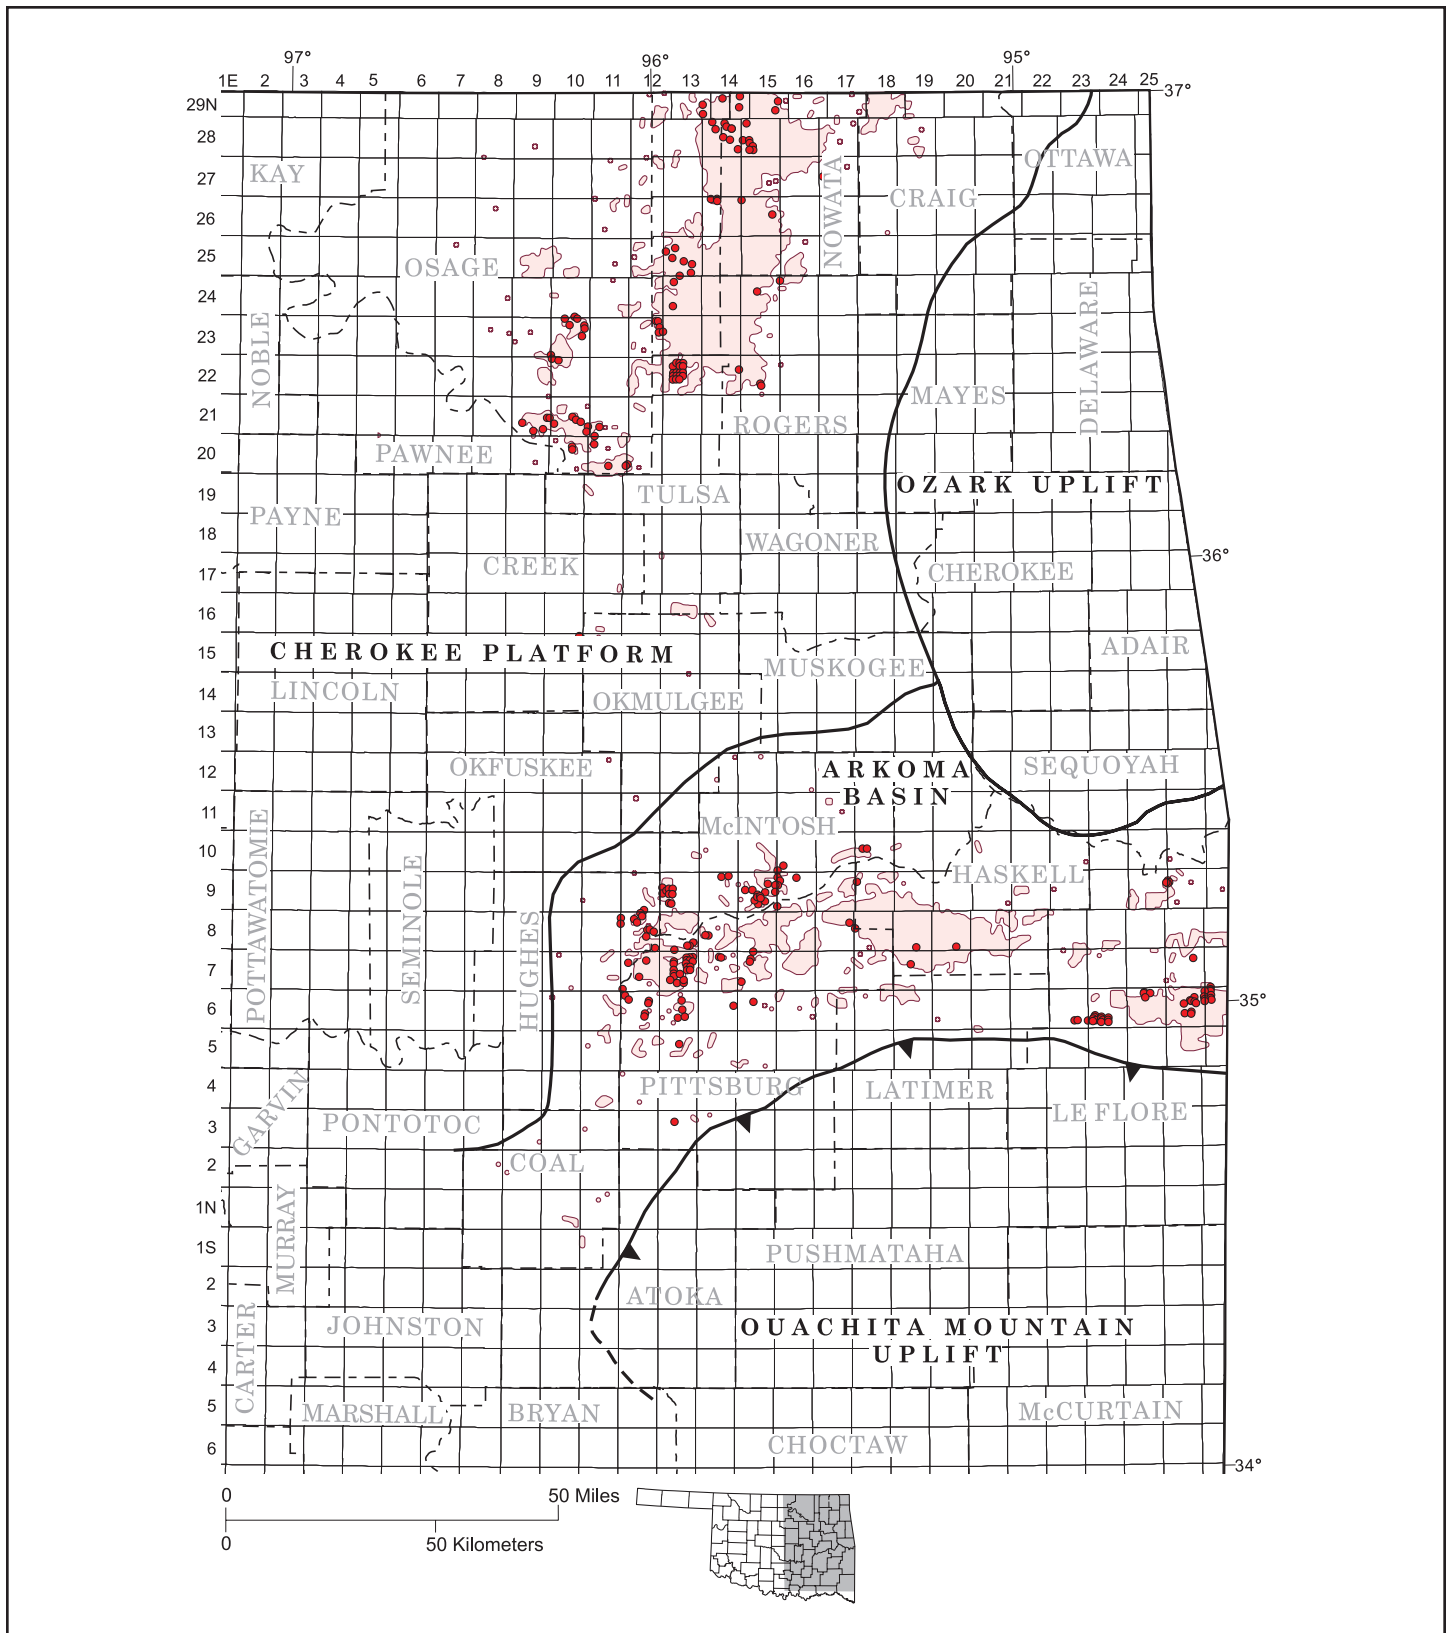 97° 96° 95°
1E 2 3 4 5 6 7 8 9 10 11 12 13 14 15 16 17 18 19 20 21 22 23 24 25
37°
29N
28
OTTAWA
KAY
27
NOWATA
CRAIG
26
25
OSAGE
24
NOBLE
DELAWARE
23
22
MAYES
21
ROGERS
20
PAWNEE
OZARK UPLIFT
19
TULSA
PAYNE
18
WAGONER
36°
CREEK
17
CHEROKEE
16
15
CHEROKEE PLATFORM
ADAIR
MUSKOGEE
14
LINCOLN
OKMULGEE
13
12
OKFUSKEE
ARKOMA
BASIN
SEQUOYAH
11
POTTAWATOMIE
McINTOSH
10
SEMINOLE
HASKELL
9
HUGHES
8
7
6
35°
5
4
GARVIN
PITTSBURG
LATIMER
LE FLORE
3
PONTOTOC
2
COAL
1N
MURRAY
1S
PUSHMATAHA
2
ATOKA
3
CARTER
JOHNSTON
OUACHITA MOUNTAIN
UPLIFT
4
5
MARSHALL
BRYAN
McCURTAIN
6
CHOCTAW
34°
0 50 Miles
0 50 Kilometers